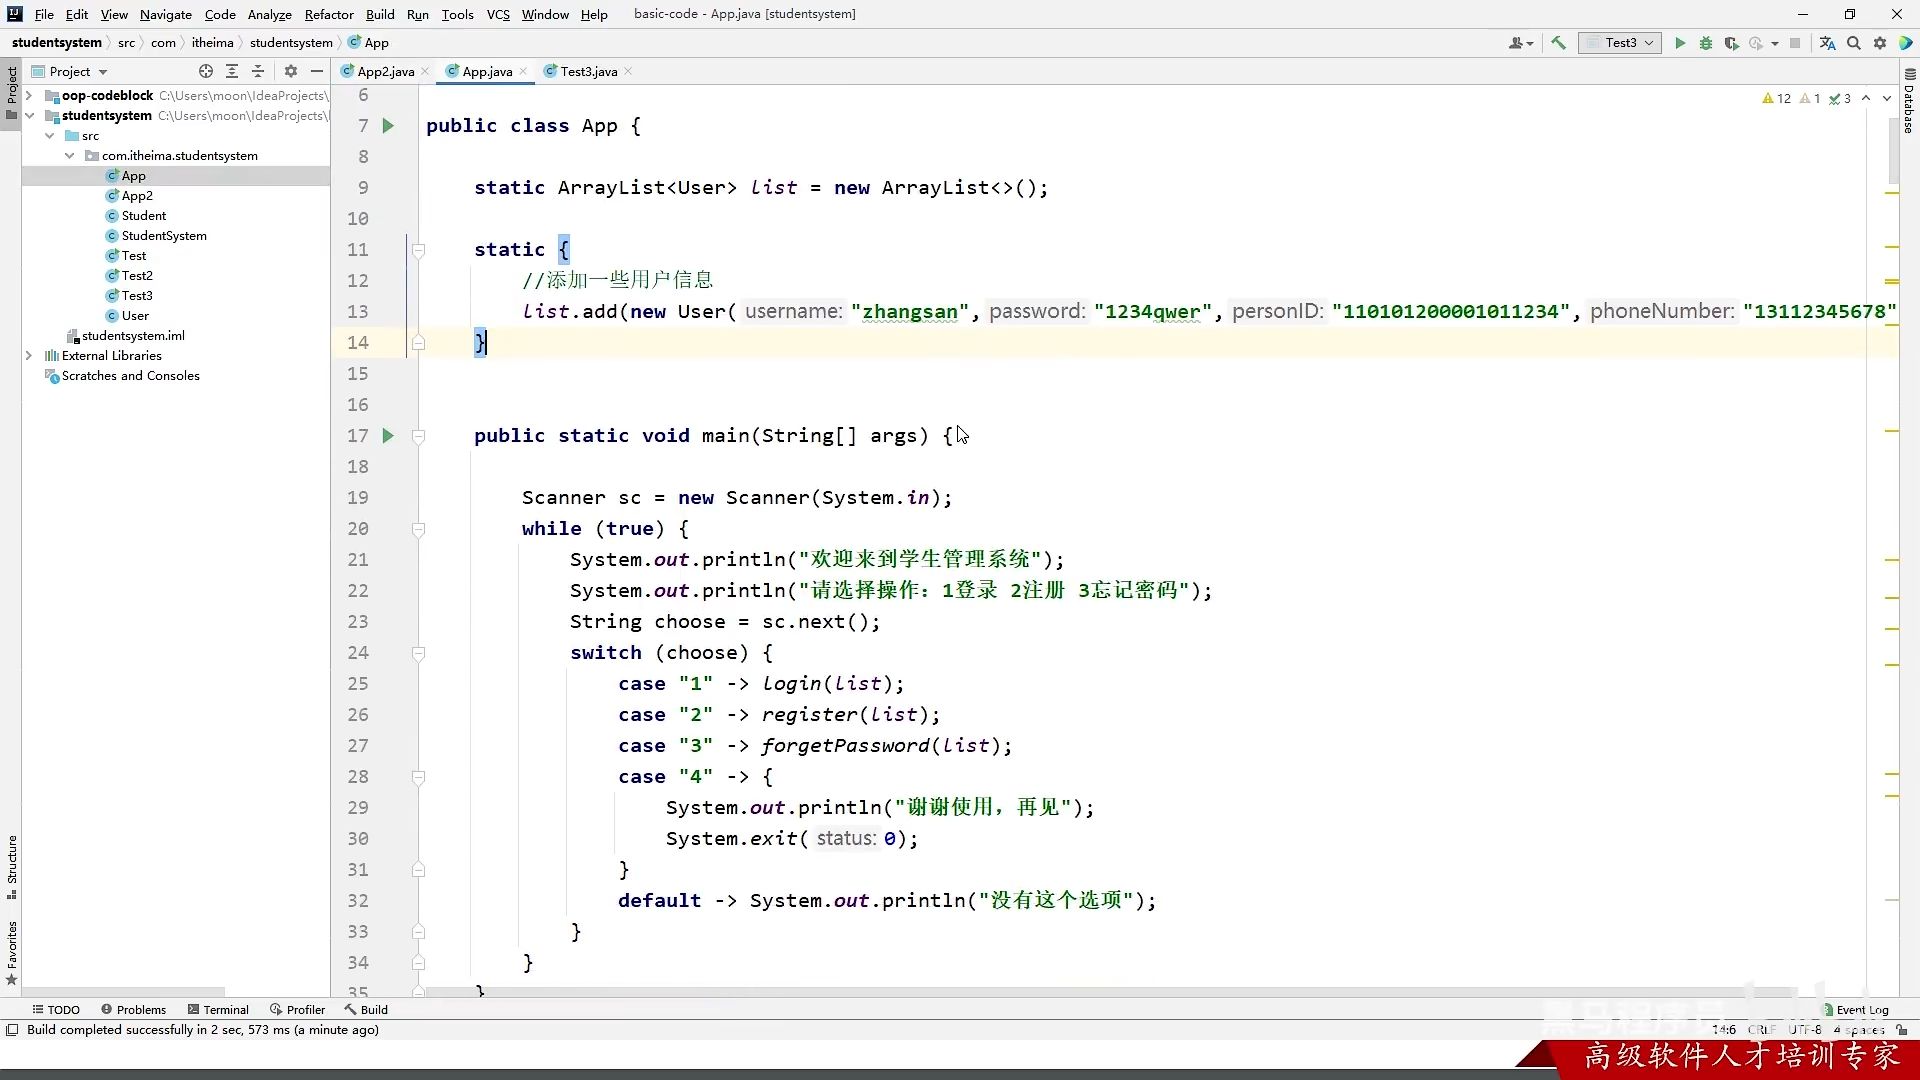 File Edit View Navigate Code Analyze Refactor Build Run Tools VCS Window Help basic-code - App.java [studentsystem]
studentsystem src com itheima studentsystem App Test3
Project App2.java App.java Test3.java
Project
Database
oop-codeblock C:\Users\moon\IdeaProjects\
studentsystem C:\Users\moon\IdeaProjects\
src
com.itheima.studentsystem
App
App2
Student
StudentSystem
Test
Test2
Test3
User
studentsystem.iml
External Libraries
Scratches and Consoles
12 1 3
6
7 public class App {
8
9 static ArrayList<User> list = new ArrayList<>();
10
11 static {
12 //添加一些用户信息
13 list.add(new User( username: "zhangsan", password: "1234qwer", personID: "110101200001011234", phoneNumber: "13112345678"
14 }
15
16
17 public static void main(String[] args) {
18
19 Scanner sc = new Scanner(System.in);
20 while (true) {
21 System.out.println("欢迎来到学生管理系统");
22 System.out.println("请选择操作：1登录 2注册 3忘记密码");
23 String choose = sc.next();
24 switch (choose) {
25 case "1" -> login(list);
26 case "2" -> register(list);
27 case "3" -> forgetPassword(list);
28 case "4" -> {
29 System.out.println("谢谢使用，再见");
30 System.exit( status: 0);
31 }
32 default -> System.out.println("没有这个选项");
33 }
34 }
35 }
Structure
Favorites
TODO Problems Terminal Profiler Build Event Log
Build completed successfully in 2 sec, 573 ms (a minute ago) 14:6 CRLF UTF-8 4 spaces
黑马程序员
高级软件人才培训专家